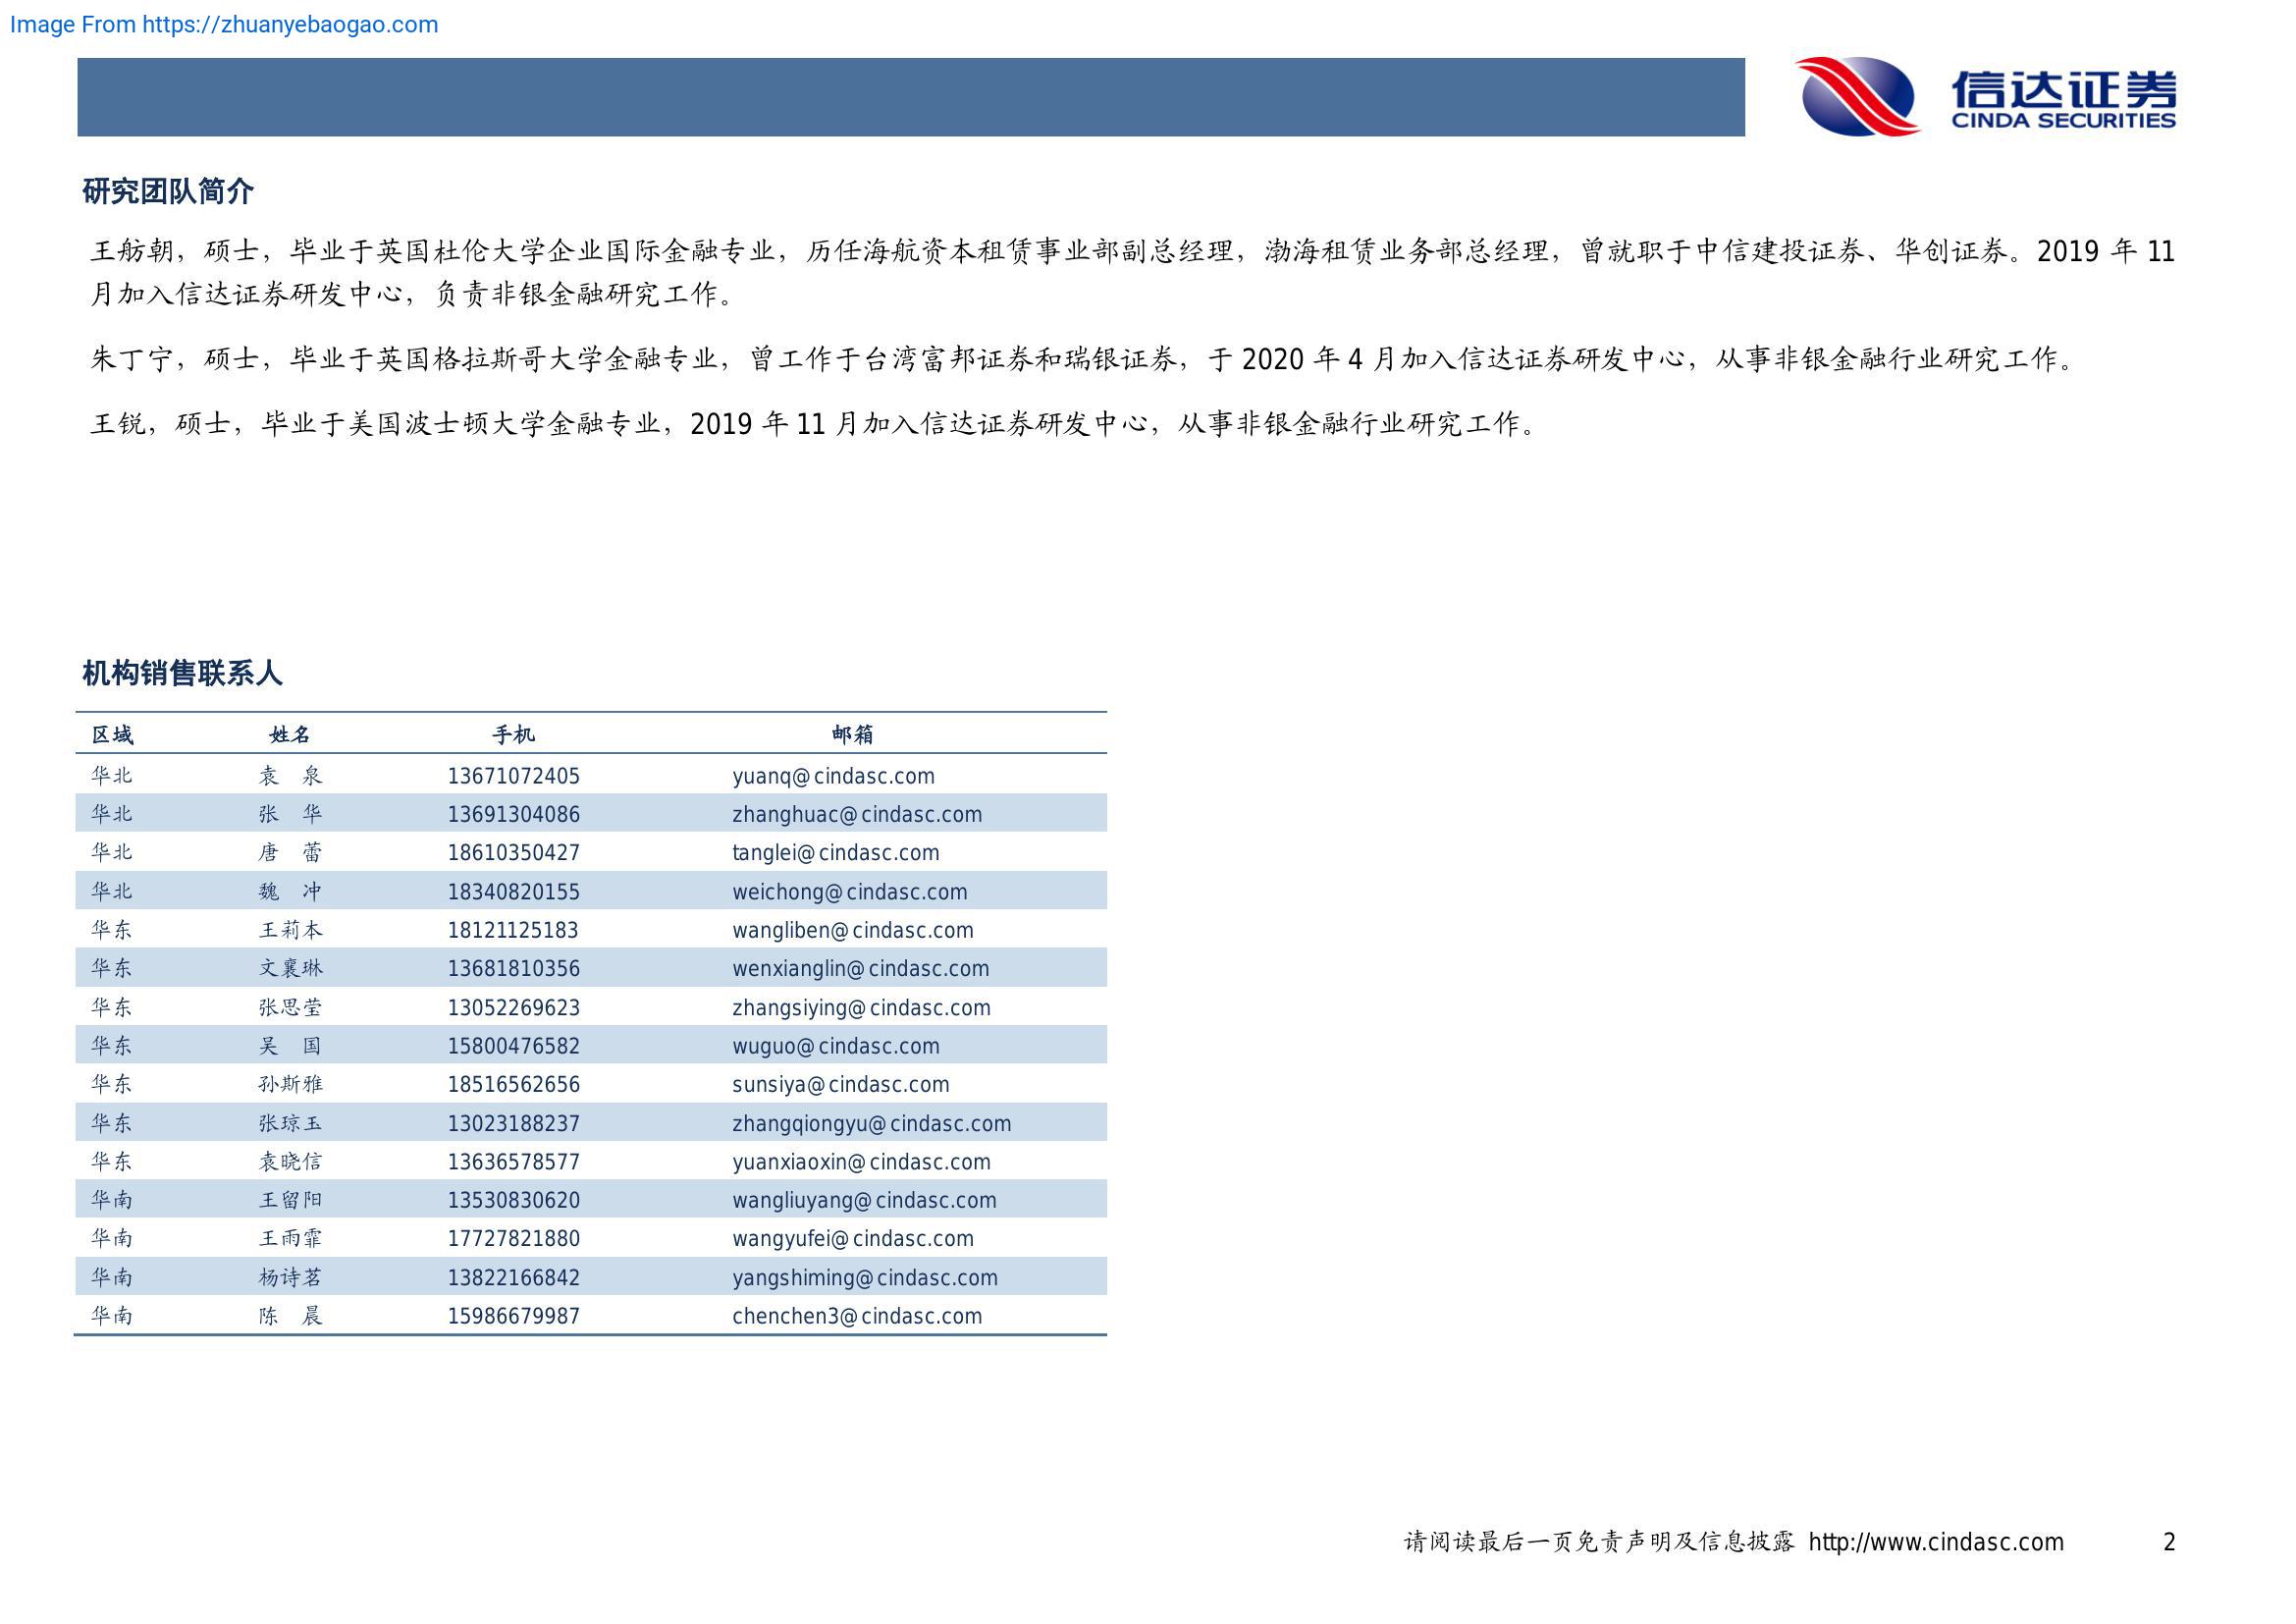 Image From https://zhuanyebaogao.com
信达证券
CINDA SECURITIES
研究团队简介
王舫朝，硕士，毕业于英国杜伦大学企业国际金融专业，历任海航资本租赁事业部副总经理，渤海租赁业务部总经理，曾就职于中信建投证券、华创证券。2019 年 11
月加入信达证券研发中心，负责非银金融研究工作。
朱丁宁，硕士，毕业于英国格拉斯哥大学金融专业，曾工作于台湾富邦证券和瑞银证券，于 2020 年 4 月加入信达证券研发中心，从事非银金融行业研究工作。
王锐，硕士，毕业于美国波士顿大学金融专业，2019 年 11 月加入信达证券研发中心，从事非银金融行业研究工作。
机构销售联系人
区域 姓名 手机 邮箱
华北 袁 泉 13671072405 yuanq@cindasc.com
华北 张 华 13691304086 zhanghuac@cindasc.com
华北 唐 蕾 18610350427 tanglei@cindasc.com
华北 魏 冲 18340820155 weichong@cindasc.com
华东 王莉本 18121125183 wangliben@cindasc.com
华东 文襄琳 13681810356 wenxianglin@cindasc.com
华东 张思莹 13052269623 zhangsiying@cindasc.com
华东 吴 国 15800476582 wuguo@cindasc.com
华东 孙斯雅 18516562656 sunsiya@cindasc.com
华东 张琼玉 13023188237 zhangqiongyu@cindasc.com
华东 袁晓信 13636578577 yuanxiaoxin@cindasc.com
华南 王留阳 13530830620 wangliuyang@cindasc.com
华南 王雨霏 17727821880 wangyufei@cindasc.com
华南 杨诗茗 13822166842 yangshiming@cindasc.com
华南 陈 晨 15986679987 chenchen3@cindasc.com
请阅读最后一页免责声明及信息披露 http://www.cindasc.com 2